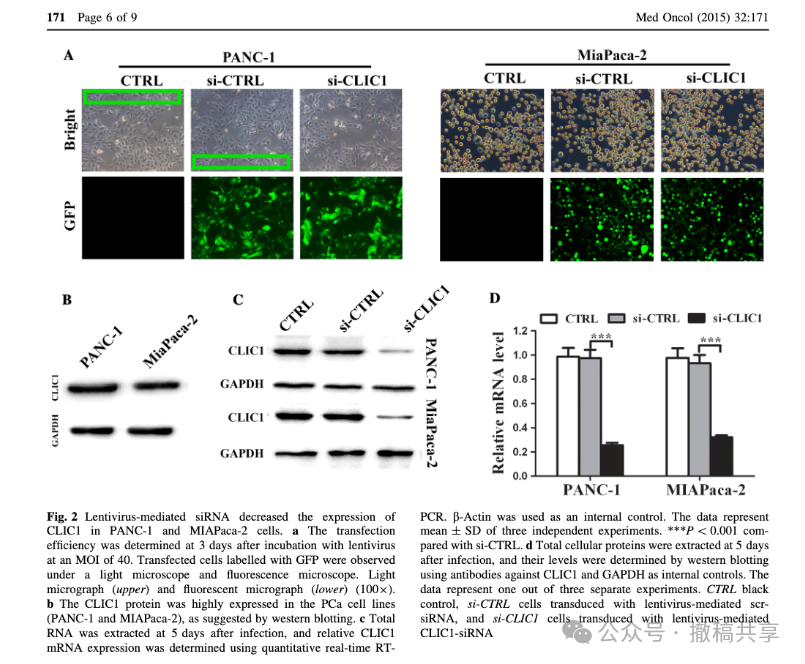 171 Page 6 of 9
Med Oncol (2015) 32:171
A
PANC-1
MiaPaca-2
CTRL si-CTRL si-CLIC1
CTRL si-CTRL si-CLIC1
Bright
GFP
B
PANC-1
MiaPaca-2
CLIC1
GAPDH
C
CTRL
si-CTRL
si-CLIC1
CLIC1
GAPDH
CLIC1
GAPDH
PANC-1 MiaPaca-2
D
CTRL si-CTRL si-CLIC1
Relative mRNA level
1.2
1.0
0.8
0.6
0.4
0.2
0.0
***
***
PANC-1 MIAPaca-2
Fig. 2 Lentivirus-mediated siRNA decreased the expression of
CLIC1 in PANC-1 and MIAPaca-2 cells. a The transfection
efficiency was determined at 3 days after incubation with lentivirus
at an MOI of 40. Transfected cells labelled with GFP were observed
under a light microscope and fluorescence microscope. Light
micrograph (upper) and fluorescent micrograph (lower) (100×).
b The CLIC1 protein was highly expressed in the PCa cell lines
(PANC-1 and MIAPaca-2), as suggested by western blotting. c Total
RNA was extracted at 5 days after infection, and relative CLIC1
mRNA expression was determined using quantitative real-time RT-
PCR. β-Actin was used as an internal control. The data represent
mean ± SD of three independent experiments. ***P < 0.001 com-
pared with si-CTRL. d Total cellular proteins were extracted at 5 days
after infection, and their levels were determined by western blotting
using antibodies against CLIC1 and GAPDH as internal controls. The
data represent one out of three separate experiments. CTRL black
control, si-CTRL cells transduced with lentivirus-mediated scr-
siRNA, and si-CLIC1 cells transduced with lentivirus-mediated
CLIC1-siRNA
公众号 · 撤稿共享